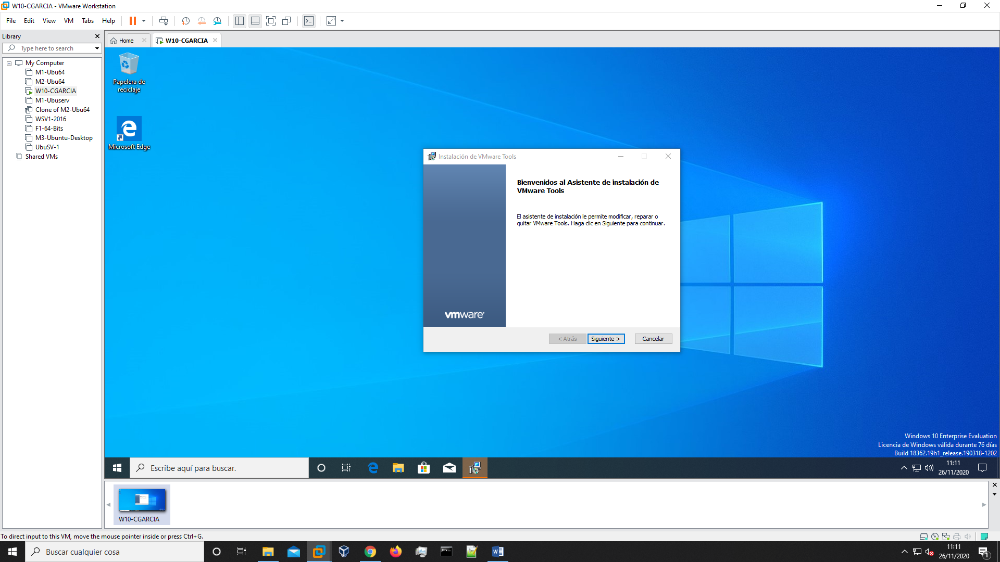 W10-CGARCIA - VMware Workstation
File Edit View VM Tabs Help
Library
Type here to search
My Computer
M1-Ubu64
M2-Ubu64
W10-CGARCIA
M1-Ubuserv
Clone of M2-Ubu64
WSV1-2016
F1-64-Bits
M3-Ubuntu-Desktop
UbuSV-1
Shared VMs
Home
W10-CGARCIA
Papelera de
reciclaje
Microsoft Edge
Instalación de VMware Tools
Bienvenidos al Asistente de instalación de
VMware Tools
El asistente de instalación le permite modificar, reparar o
quitar VMware Tools. Haga clic en Siguiente para continuar.
vmware®
< Atrás
Siguiente >
Cancelar
Windows 10 Enterprise Evaluation
Licencia de Windows válida durante 76 días
Build 18362.19h1_release.190318-1202
Escribe aquí para buscar.
11:11
26/11/2020
W10-CGARCIA
To direct input to this VM, move the mouse pointer inside or press Ctrl+G.
Buscar cualquier cosa
11:11
26/11/2020
1